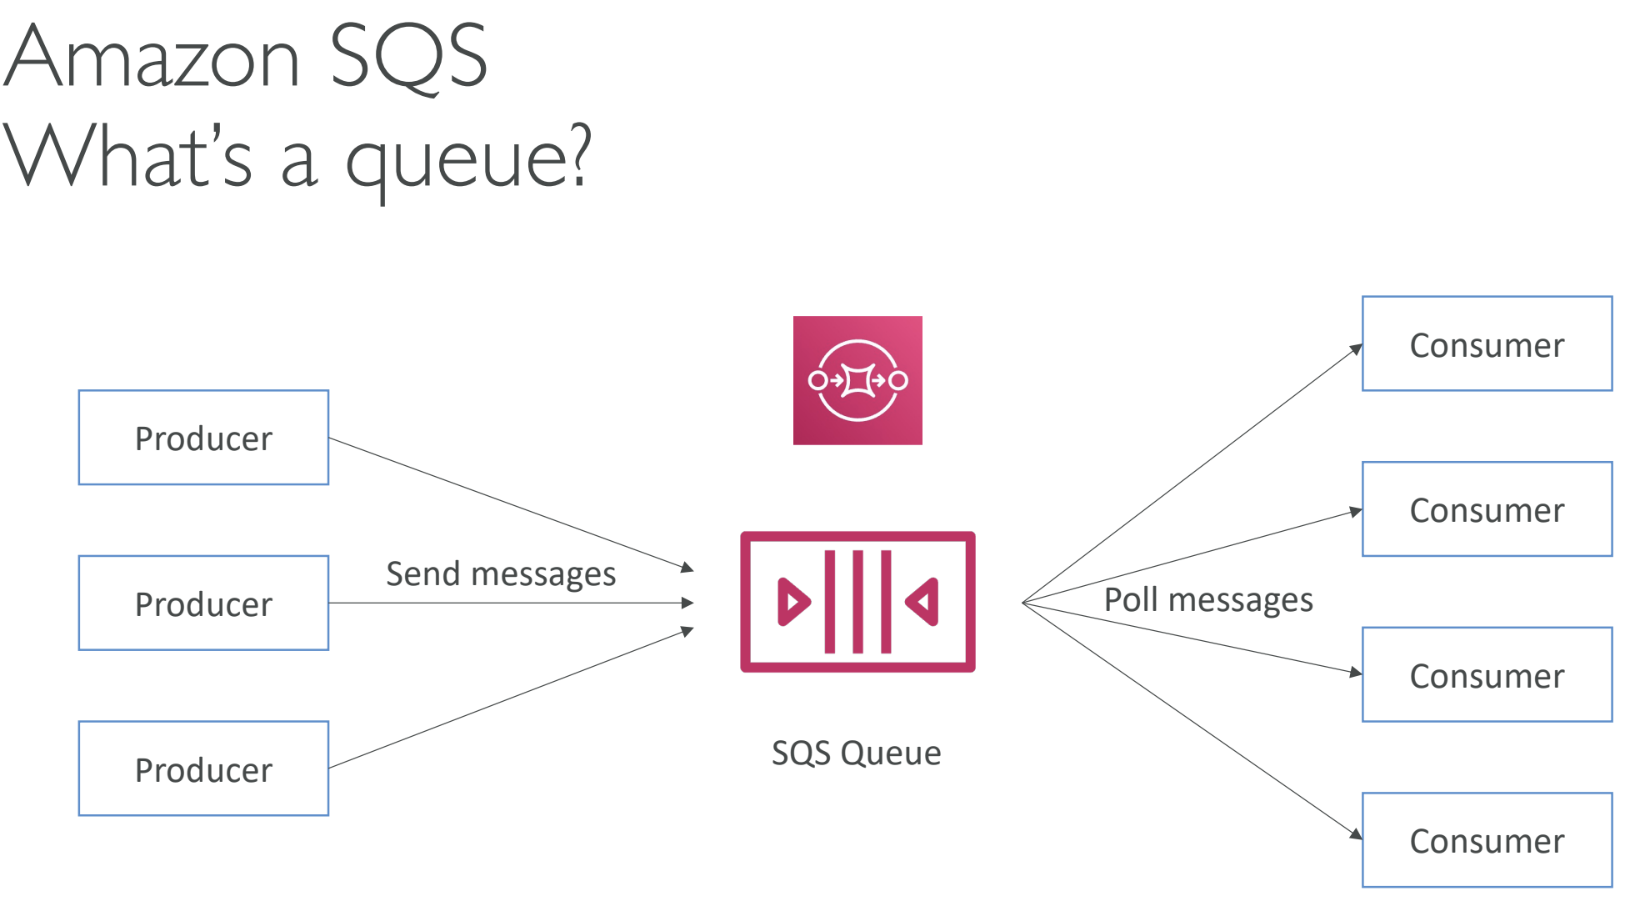 Amazon SQS
What's a queue?
Producer
Producer
Producer
Send messages
SQS Queue
Poll messages
Consumer
Consumer
Consumer
Consumer